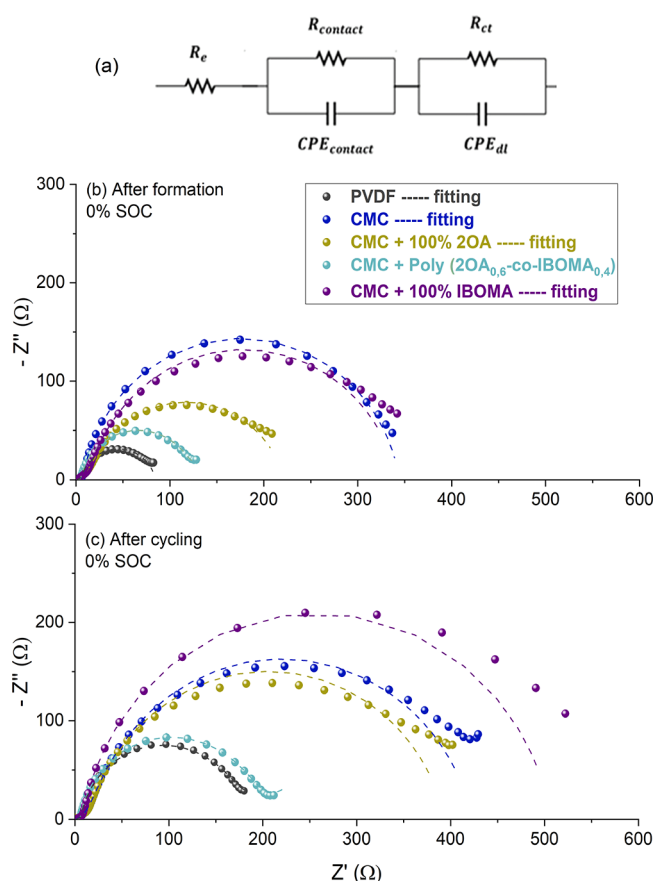 (a)
R_e
R_contact
CPE_contact
R_ct
CPE_dl
(b) After formation
0% SOC
PVDF ----- fitting
CMC ----- fitting
CMC + 100% 2OA ----- fitting
CMC + Poly (2OA0,6-co-IBOMA0,4)
CMC + 100% IBOMA ----- fitting
- Z'' (Ω)
300
200
100
0
0 100 200 300 400 500 600
(c) After cycling
0% SOC
- Z'' (Ω)
300
200
100
0
0 100 200 300 400 500 600
Z' (Ω)